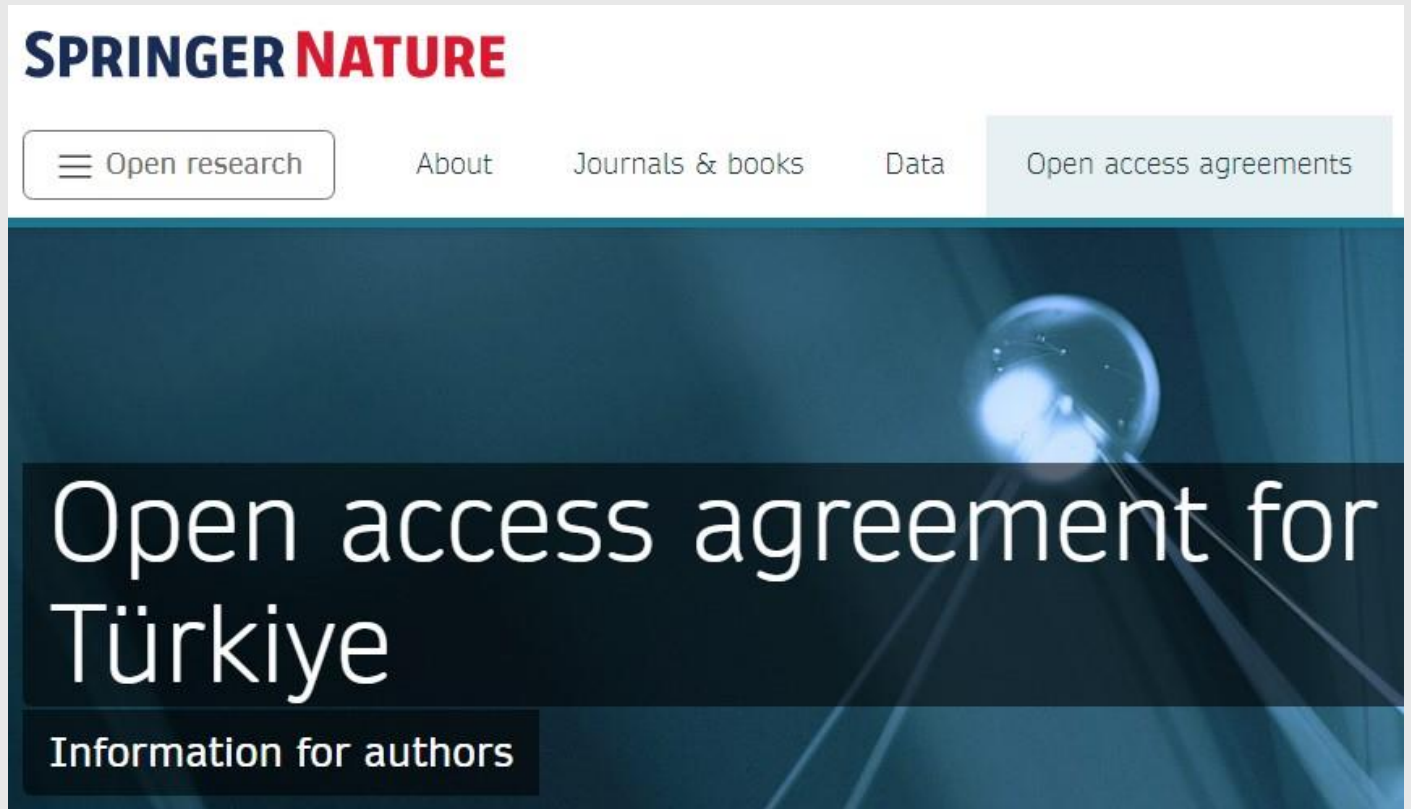 SPRINGER NATURE
Open research About Journals & books Data Open access agreements
Open access agreement for
Türkiye
Information for authors